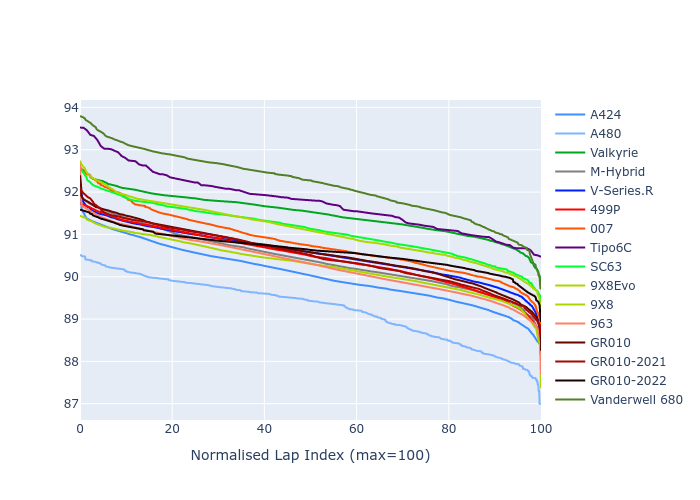 94
93
92
91
90
89
88
87
0
20
40
60
80
100
Normalised Lap Index (max=100)
A424
A480
Valkyrie
M-Hybrid
V-Series.R
499P
007
Tipo6C
SC63
9X8Evo
9X8
963
GR010
GR010-2021
GR010-2022
Vanderwell 680